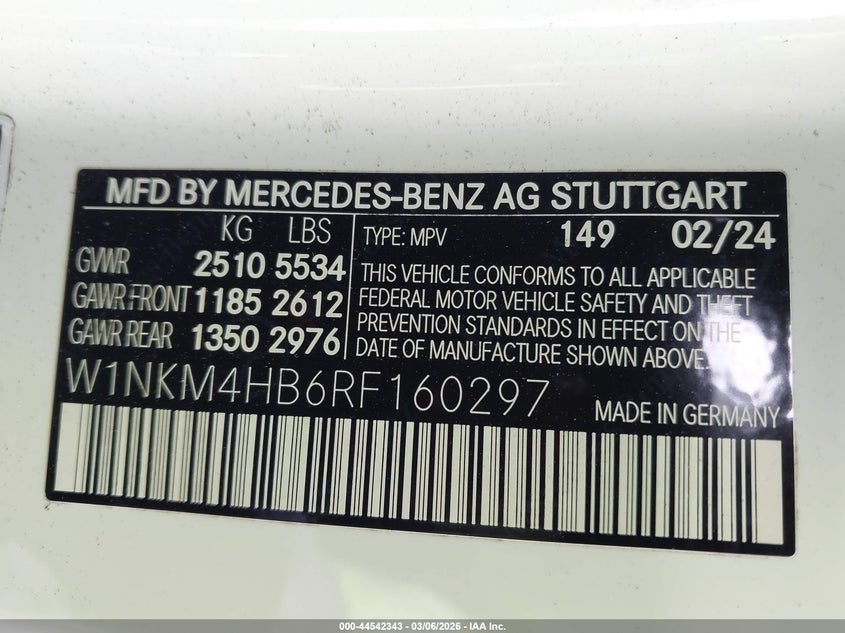 MFD BY MERCEDES-BENZ AG STUTTGART
KG LBS
GVWR 2510 5534
GAWR FRONT 1185 2612
GAWR REAR 1350 2976
TYPE: MPV 149 02/24
THIS VEHICLE CONFORMS TO ALL APPLICABLE
FEDERAL MOTOR VEHICLE SAFETY AND THEFT
PREVENTION STANDARDS IN EFFECT ON THE
DATE OF MANUFACTURE SHOWN ABOVE.
W1NKM4HB6RF160297
MADE IN GERMANY
000-44542343 - 03/06/2026 - IAA Inc.